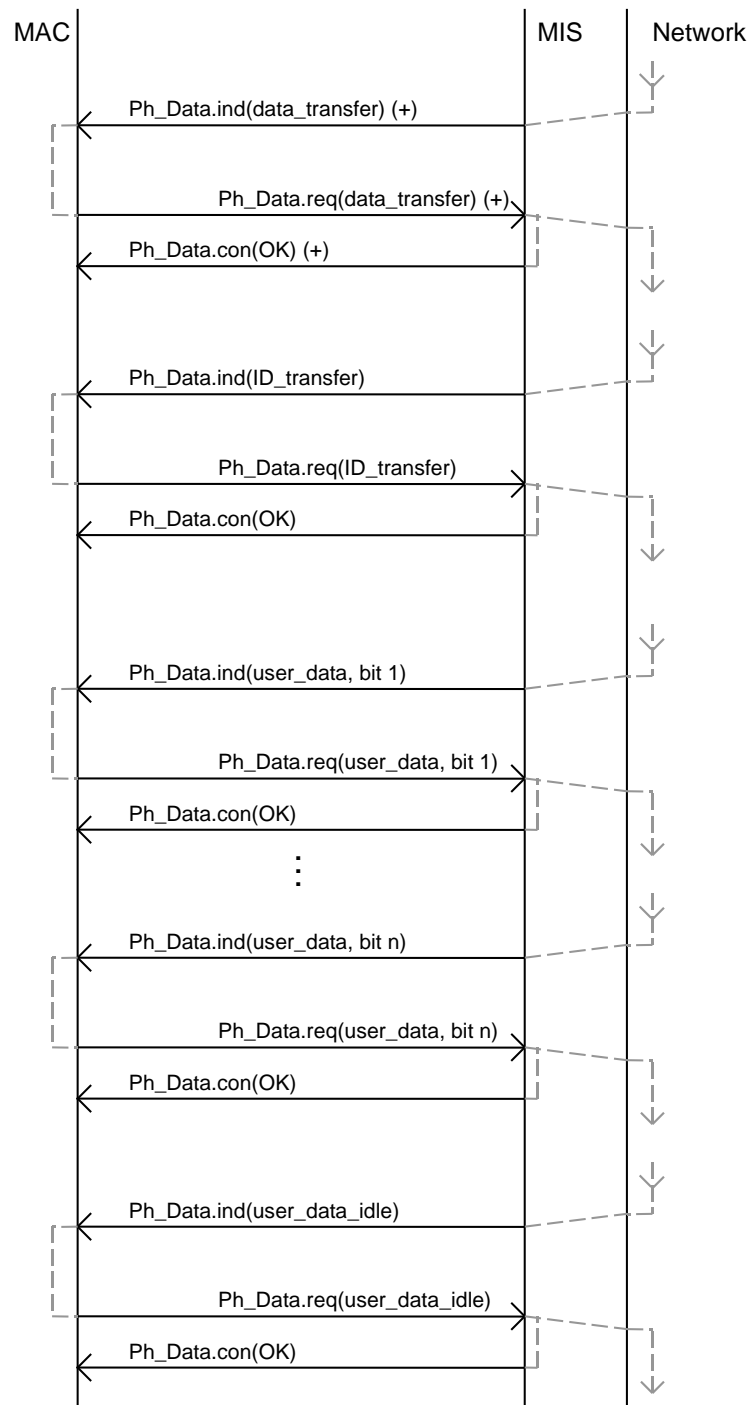 MAC MIS Network
Ph_Data.ind(data_transfer) (+)
Ph_Data.req(data_transfer) (+)
Ph_Data.con(OK) (+)
Ph_Data.ind(ID_transfer)
Ph_Data.req(ID_transfer)
Ph_Data.con(OK)
Ph_Data.ind(user_data, bit 1)
Ph_Data.req(user_data, bit 1)
Ph_Data.con(OK)
⋮
Ph_Data.ind(user_data, bit n)
Ph_Data.req(user_data, bit n)
Ph_Data.con(OK)
Ph_Data.ind(user_data_idle)
Ph_Data.req(user_data_idle)
Ph_Data.con(OK)